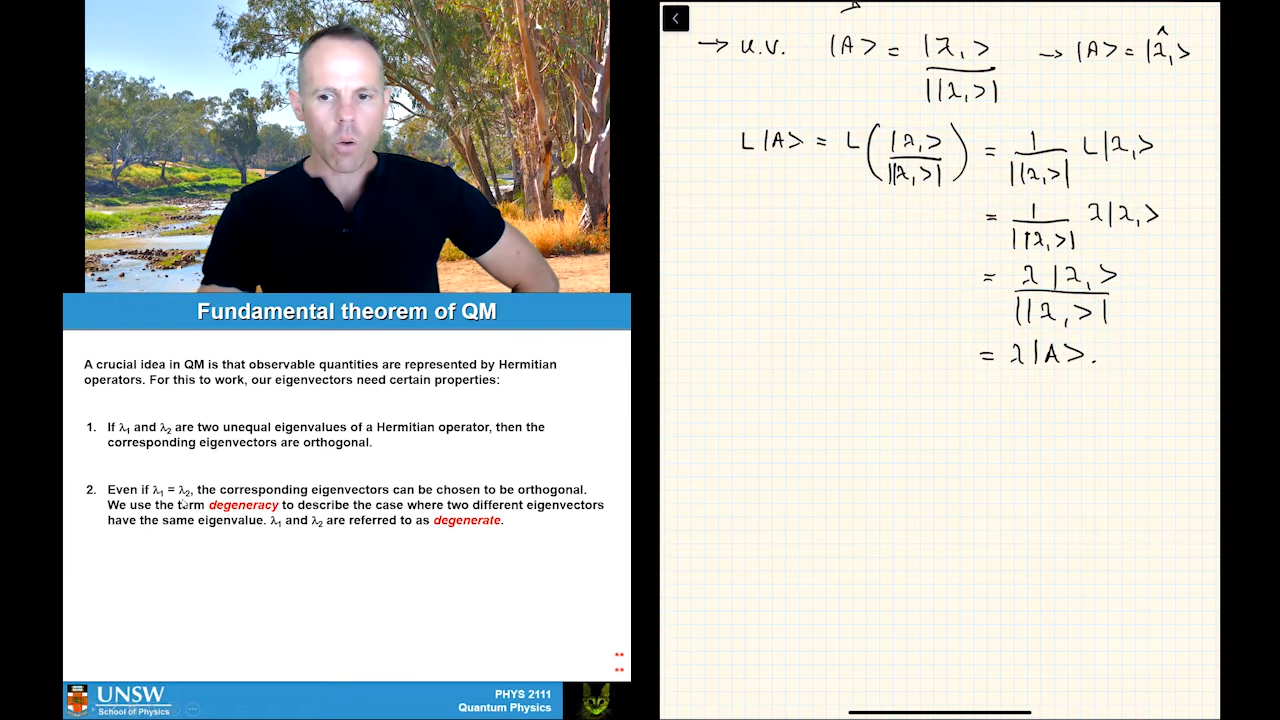 Fundamental theorem of QM
A crucial idea in QM is that observable quantities are represented by Hermitian
operators. For this to work, our eigenvectors need certain properties:
1. If λ₁ and λ₂ are two unequal eigenvalues of a Hermitian operator, then the
corresponding eigenvectors are orthogonal.
2. Even if λ₁ = λ₂, the corresponding eigenvectors can be chosen to be orthogonal.
We use the term degeneracy to describe the case where two different eigenvectors
have the same eigenvalue. λ₁ and λ₂ are referred to as degenerate.
**
**
UNSW
School of Physics
PHYS 2111
Quantum Physics
→ u.v. |A> = |λ₁> / ||λ₁>| → |A> = |λ̂₁>
L|A> = L(|λ₁> / ||λ₁>|) = 1 / ||λ₁>| L|λ₁>
= 1 / ||λ₁>| λ|λ₁>
= λ|λ₁> / ||λ₁>|
= λ|A>.